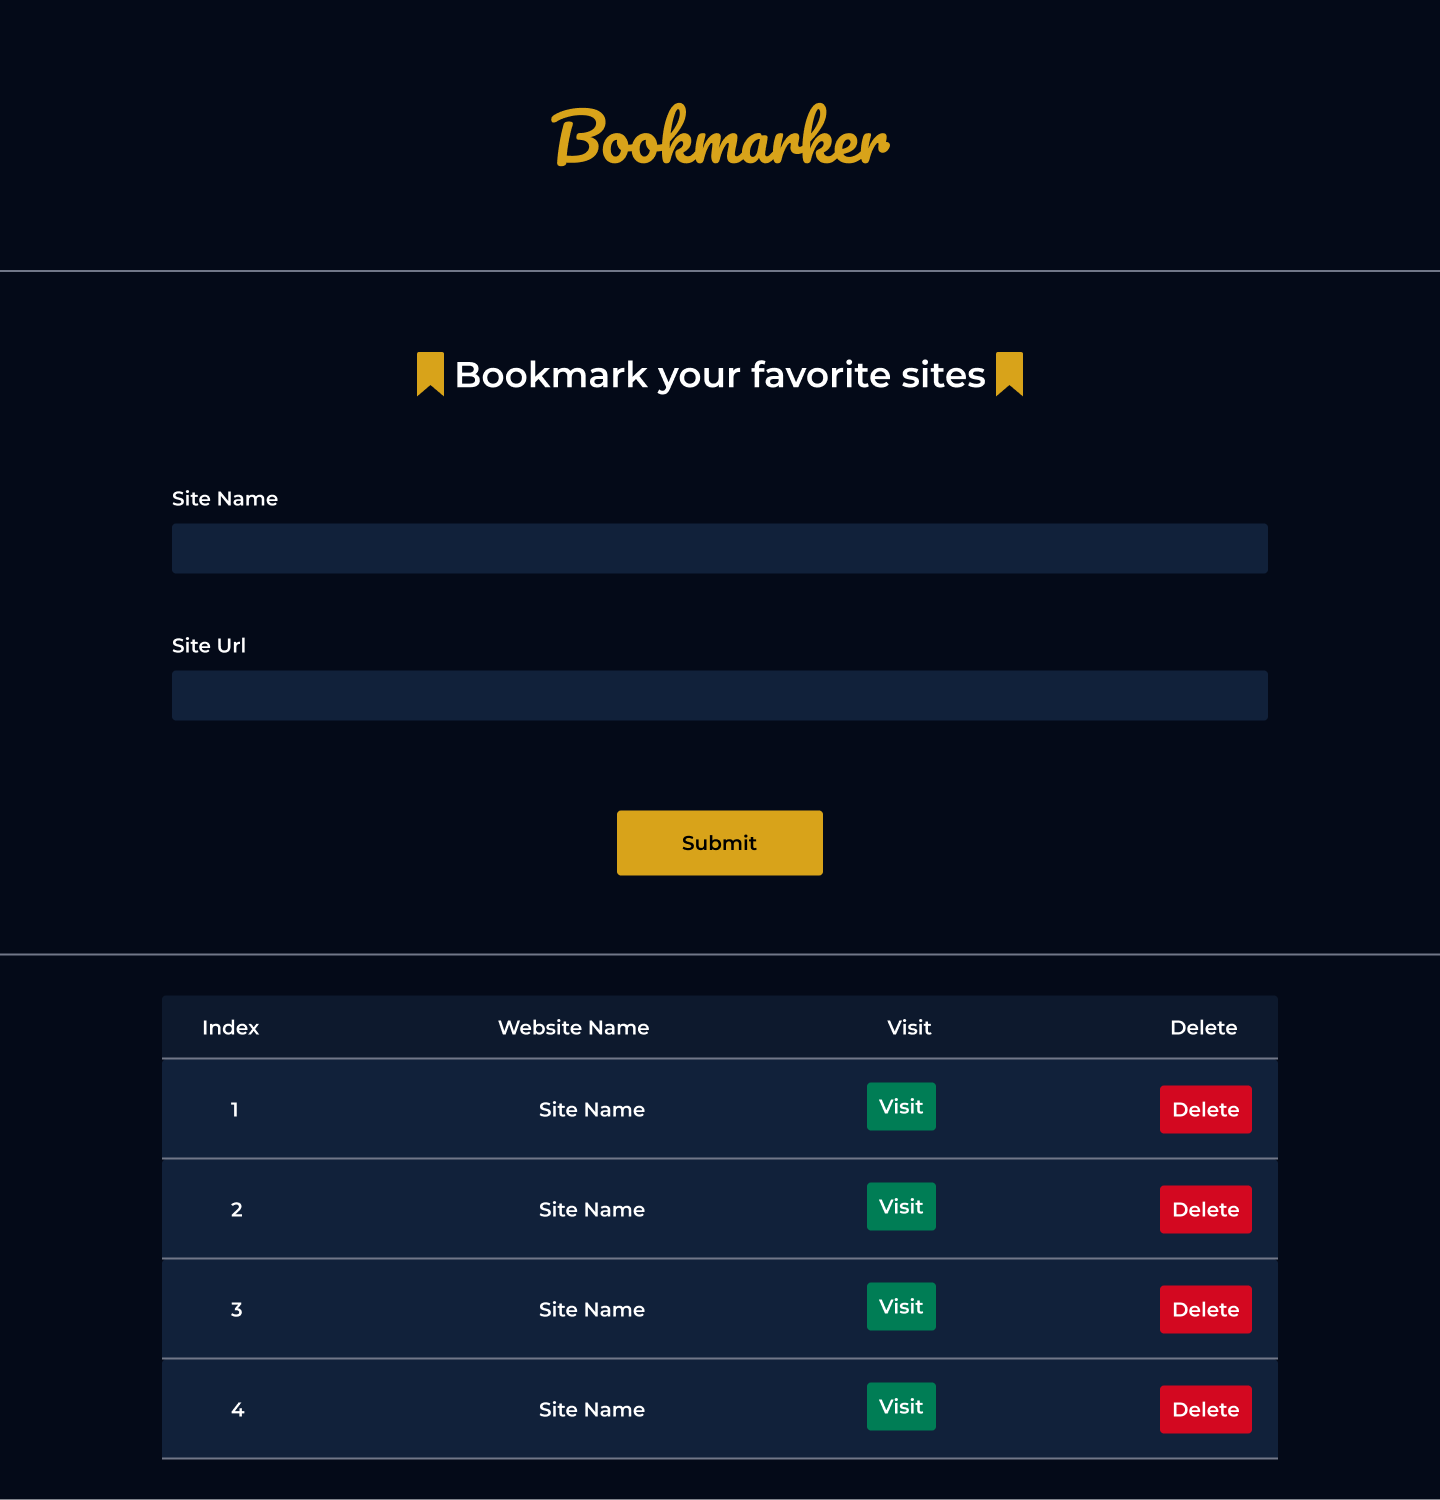 Bookmarker
Bookmark your favorite sites
Site Name
Site Url
Submit
Index Website Name Visit Delete
1 Site Name Visit Delete
2 Site Name Visit Delete
3 Site Name Visit Delete
4 Site Name Visit Delete